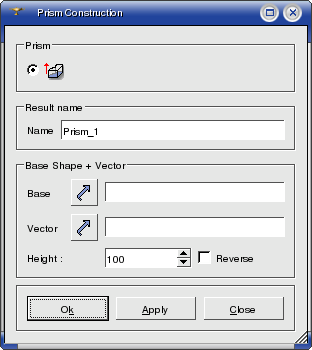 Prism Construction
Prism
Result name
Name Prism_1
Base Shape + Vector
Base
Vector
Height : 100 Reverse
Ok Apply Close